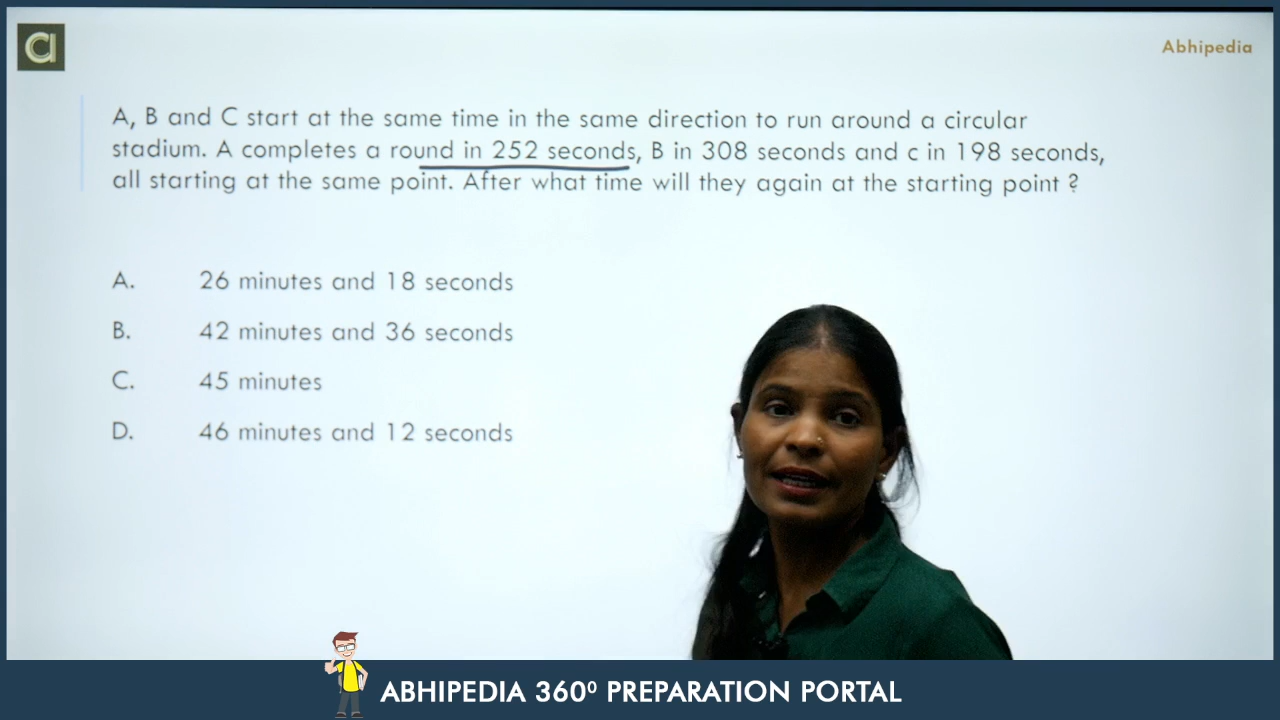 CI
Abhipedia
A, B and C start at the same time in the same direction to run around a circular
stadium. A completes a round in 252 seconds, B in 308 seconds and c in 198 seconds,
all starting at the same point. After what time will they again at the starting point ?
A. 26 minutes and 18 seconds
B. 42 minutes and 36 seconds
C. 45 minutes
D. 46 minutes and 12 seconds
ABHIPEDIA 360⁰ PREPARATION PORTAL